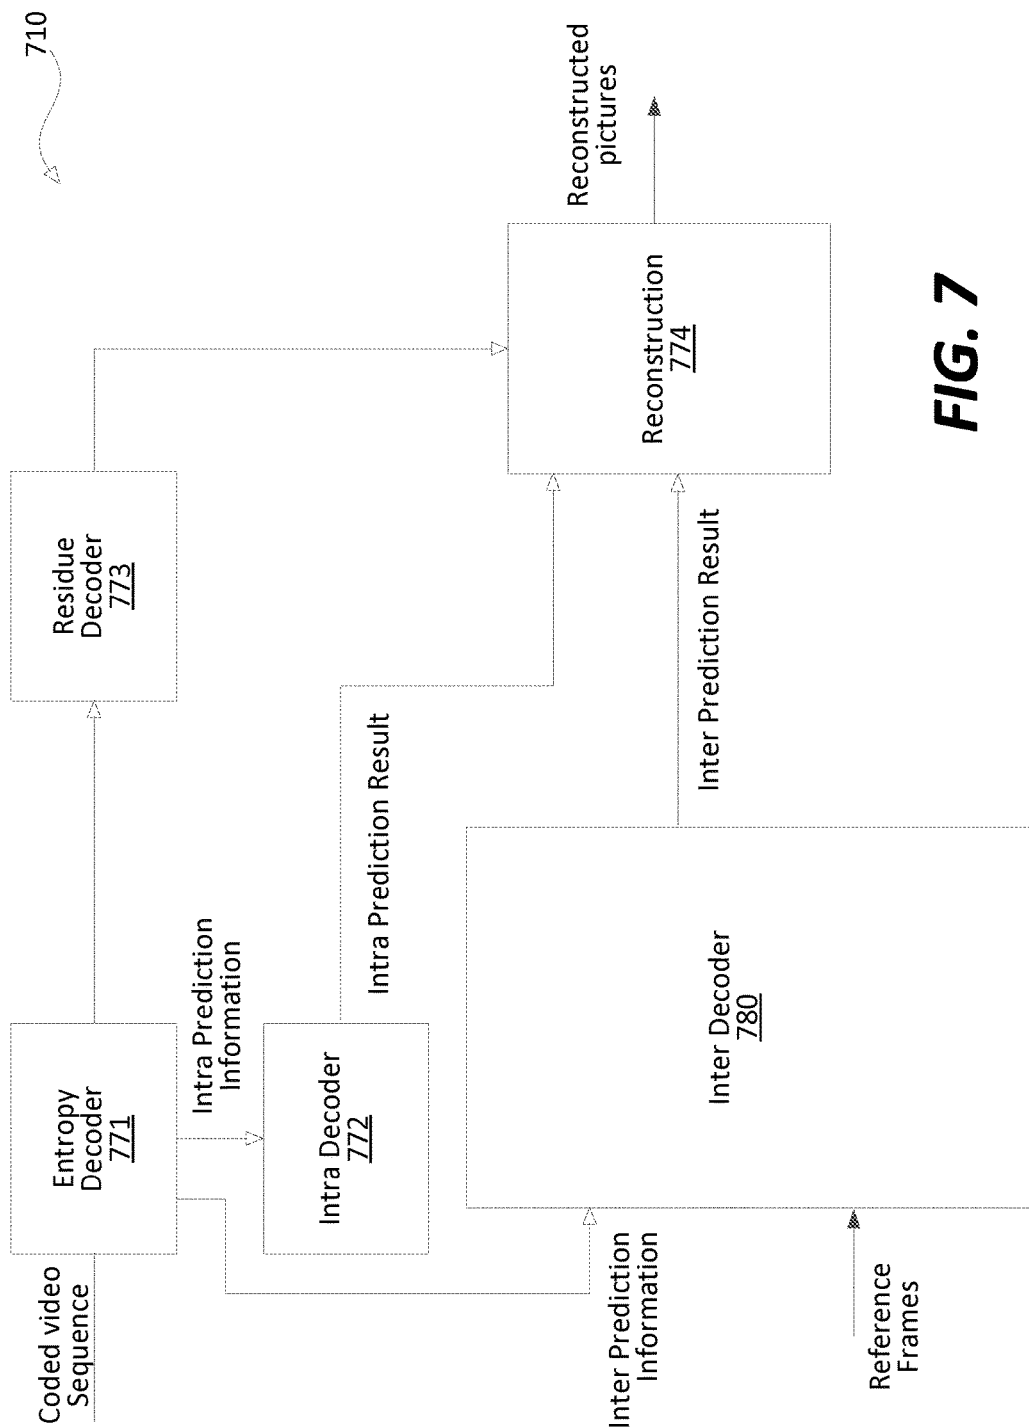 710
Coded video
Sequence
Entropy
Decoder
771
Residue
Decoder
773
Intra Prediction
Information
Intra Decoder
772
Intra Prediction Result
Reconstruction
774
Reconstructed
pictures
Inter Prediction
Information
Inter Decoder
780
Inter Prediction Result
Reference
Frames
FIG. 7